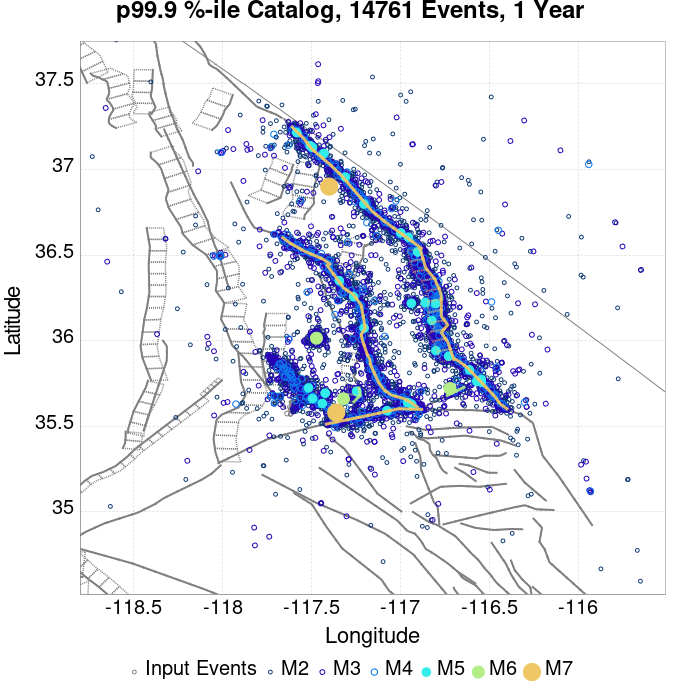 p99.9 %-ile Catalog, 14761 Events, 1 Year
37.5
37
36.5
36
35.5
35
Latitude
-118.5 -118 -117.5 -117 -116.5 -116
Longitude
Input Events M2 M3 M4 M5 M6 M7